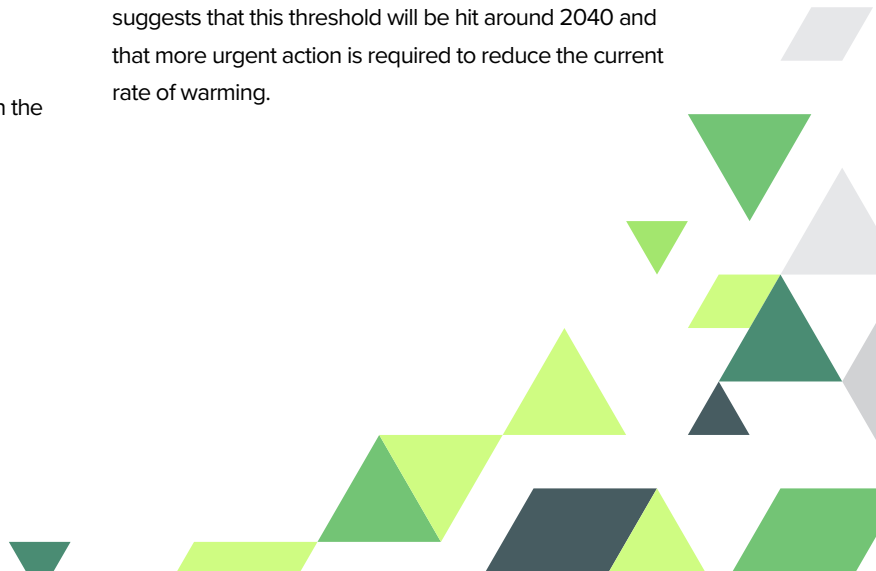 suggests that this threshold will be hit around 2040 and
that more urgent action is required to reduce the current
rate of warming.
the